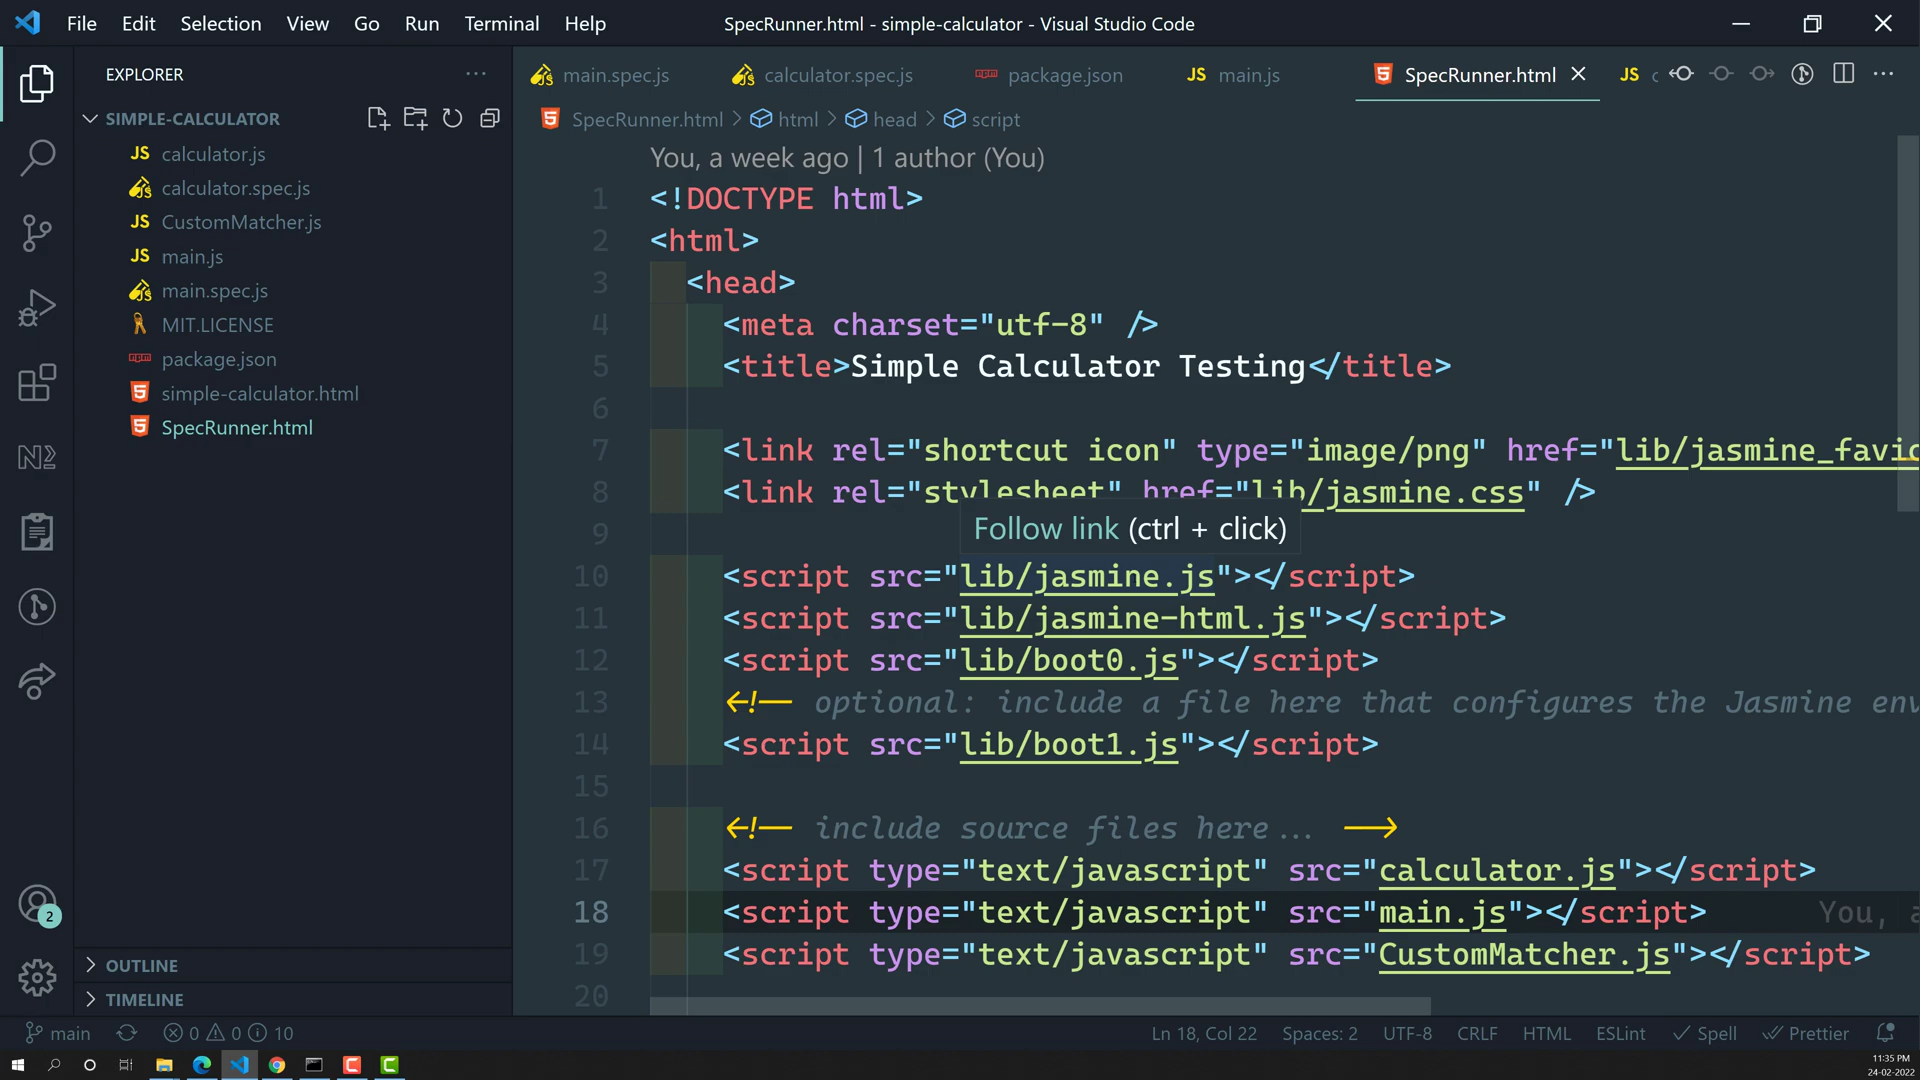 File Edit Selection View Go Run Terminal Help
SpecRunner.html - simple-calculator - Visual Studio Code
EXPLORER
SIMPLE-CALCULATOR
JS calculator.js
calculator.spec.js
JS CustomMatcher.js
JS main.js
main.spec.js
MIT.LICENSE
package.json
simple-calculator.html
SpecRunner.html
OUTLINE
TIMELINE
main.spec.js calculator.spec.js package.json JS main.js SpecRunner.html JS c
SpecRunner.html > html > head > script
You, a week ago | 1 author (You)
1 <!DOCTYPE html>
2 <html>
3 <head>
4 <meta charset="utf-8" />
5 <title>Simple Calculator Testing</title>
6
7 <link rel="shortcut icon" type="image/png" href="lib/jasmine_favic
8 <link rel="stylesheet" href="lib/jasmine.css" />
9
Follow link (ctrl + click)
10 <script src="lib/jasmine.js"></script>
11 <script src="lib/jasmine-html.js"></script>
12 <script src="lib/boot0.js"></script>
13 <!-- optional: include a file here that configures the Jasmine env
14 <script src="lib/boot1.js"></script>
15
16 <!-- include source files here... -->
17 <script type="text/javascript" src="calculator.js"></script>
18 <script type="text/javascript" src="main.js"></script> You, a
19 <script type="text/javascript" src="CustomMatcher.js"></script>
20
2
main 0 0 10
Ln 18, Col 22 Spaces: 2 UTF-8 CRLF HTML ESLint Spell Prettier
11:35 PM
24-02-2022